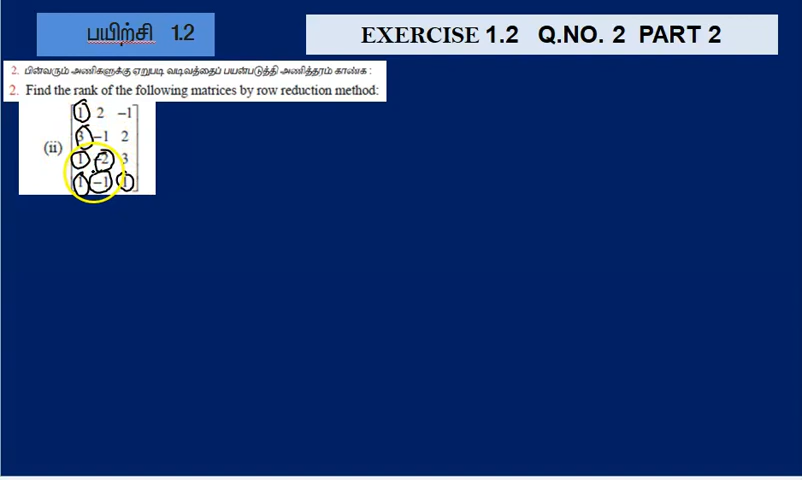 பயிற்சி 1.2
EXERCISE 1.2 Q.NO. 2 PART 2
2. பின்வரும் அணிகளுக்கு ஏறுபடி வடிவத்தைப் பயன்படுத்தி அணித்தரம் காண்க :
2. Find the rank of the following matrices by row reduction method:
1 2 −1
3 −1 2
(ii)
1 −2 3
1 −1 1